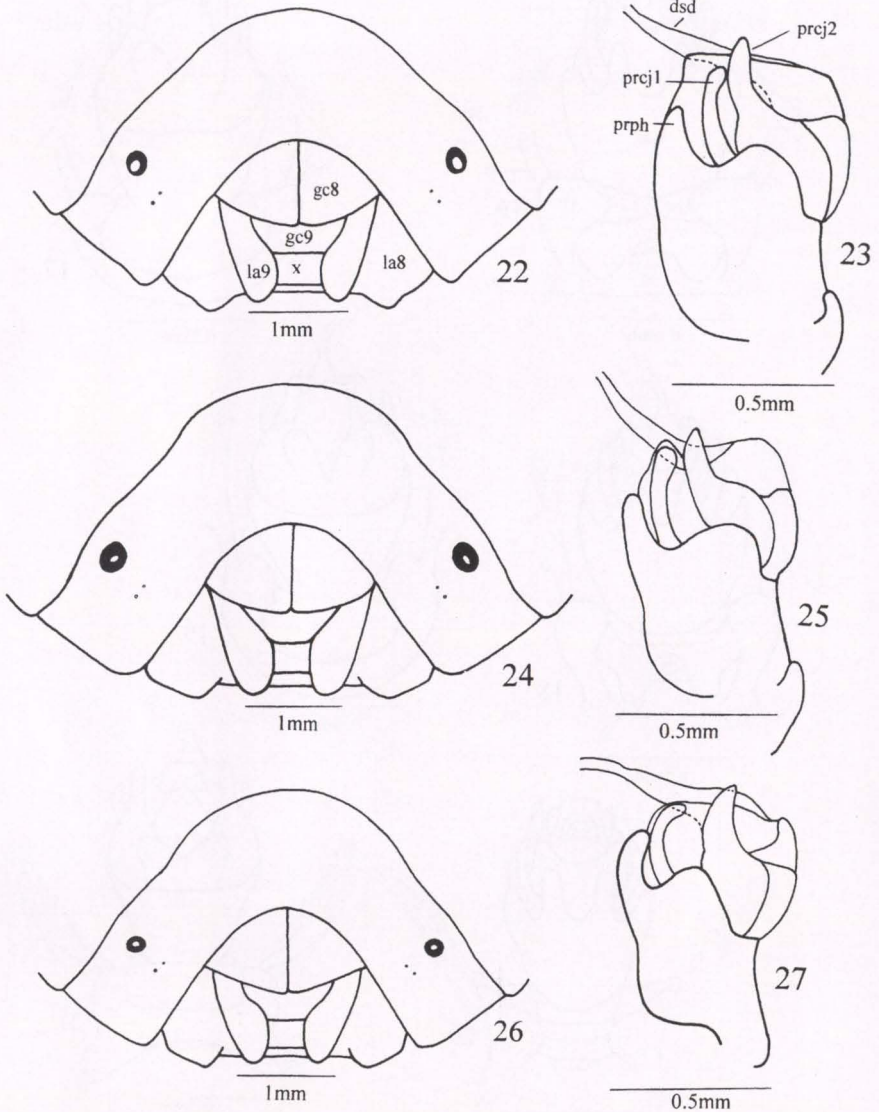 dsd
prcj2
prcj1
prph
gc8
gc9
la9
x
la8
22
23
1mm
0.5mm
24
25
1mm
0.5mm
26
27
1mm
0.5mm